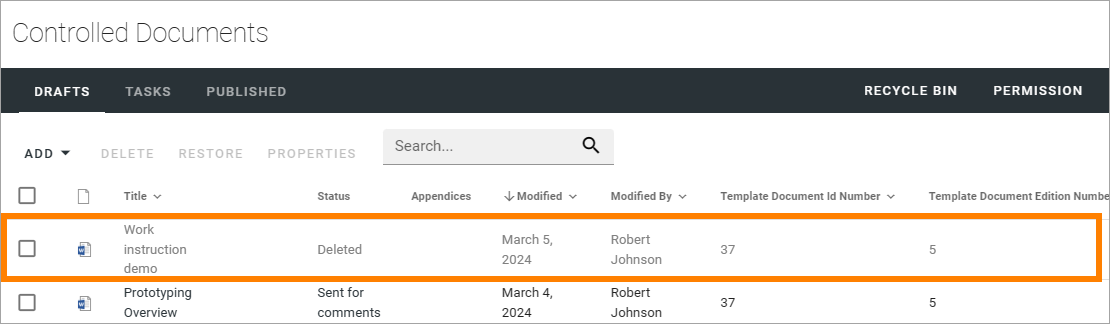 Controlled Documents
DRAFTS TASKS PUBLISHED RECYCLE BIN PERMISSION
ADD DELETE RESTORE PROPERTIES Search...
Title Status Appendices Modified Modified By Template Document Id Number Template Document Edition Numbe
Work
instruction
demo
Deleted
March 5,
2024
Robert
Johnson
37
5
Prototyping
Overview
Sent for
comments
March 4,
2024
Robert
Johnson
37
5